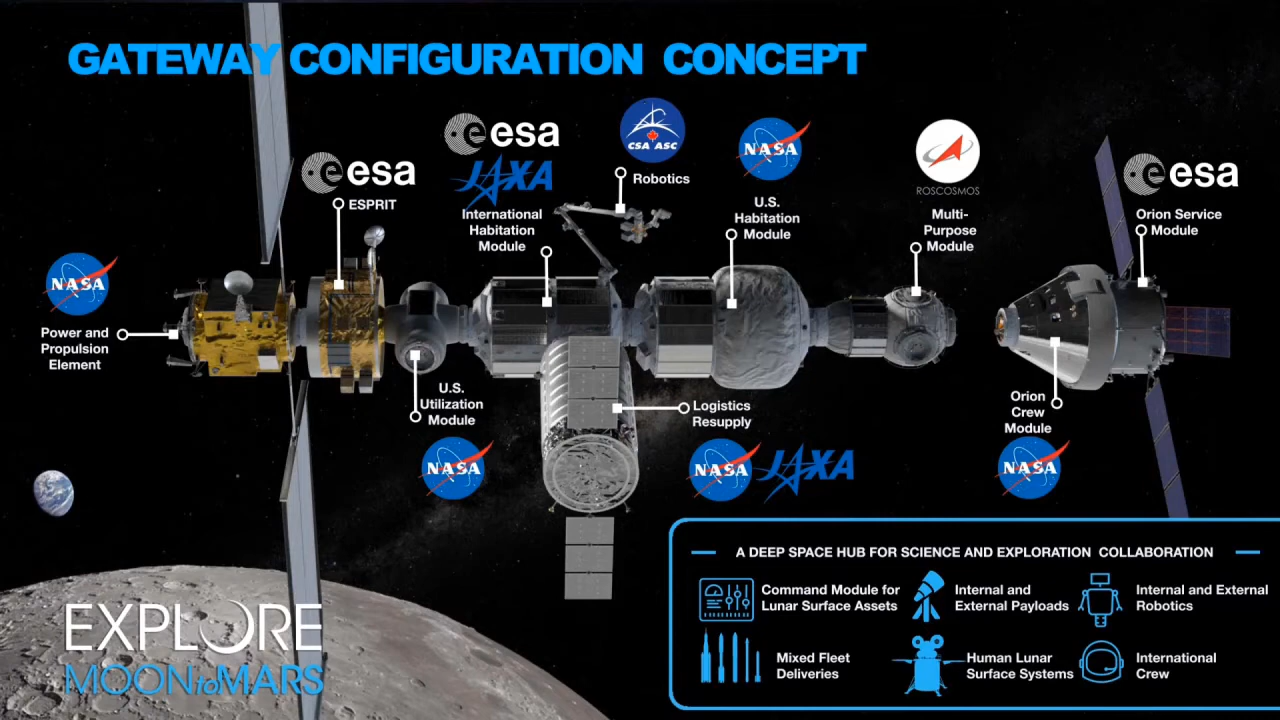 GATEWAY CONFIGURATION CONCEPT
NASA
Power and
Propulsion
Element
esa
ESPRIT
esa
JAXA
International
Habitation
Module
CSA ASC
Robotics
NASA
U.S.
Habitation
Module
ROSCOSMOS
Multi-
Purpose
Module
esa
Orion Service
Module
U.S.
Utilization
Module
NASA
Logistics
Resupply
NASA
JAXA
Orion
Crew
Module
NASA
A DEEP SPACE HUB FOR SCIENCE AND EXPLORATION COLLABORATION
Command Module for
Lunar Surface Assets
Internal and
External Payloads
Internal and External
Robotics
Mixed Fleet
Deliveries
Human Lunar
Surface Systems
International
Crew
EXPLORE
MOONtoMARS